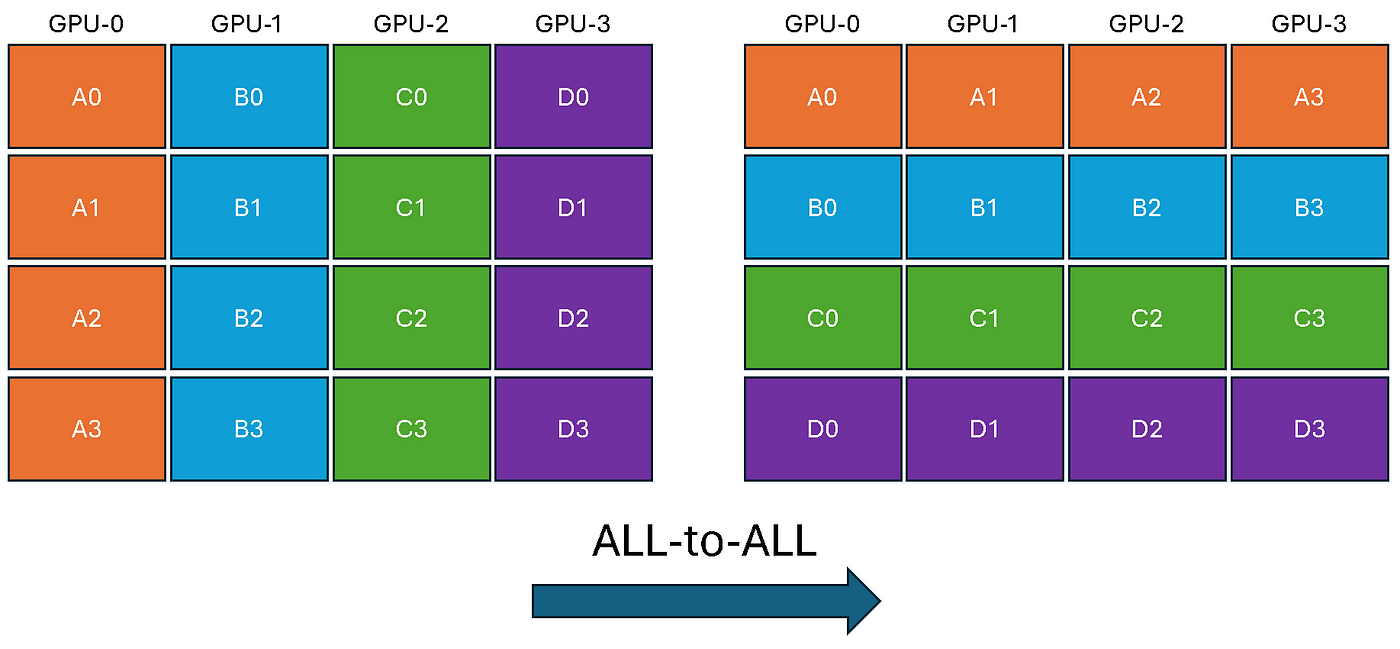 GPU-0 GPU-1 GPU-2 GPU-3 GPU-0 GPU-1 GPU-2 GPU-3
A0 B0 C0 D0 A0 A1 A2 A3
A1 B1 C1 D1 B0 B1 B2 B3
A2 B2 C2 D2 C0 C1 C2 C3
A3 B3 C3 D3 D0 D1 D2 D3
ALL-to-ALL